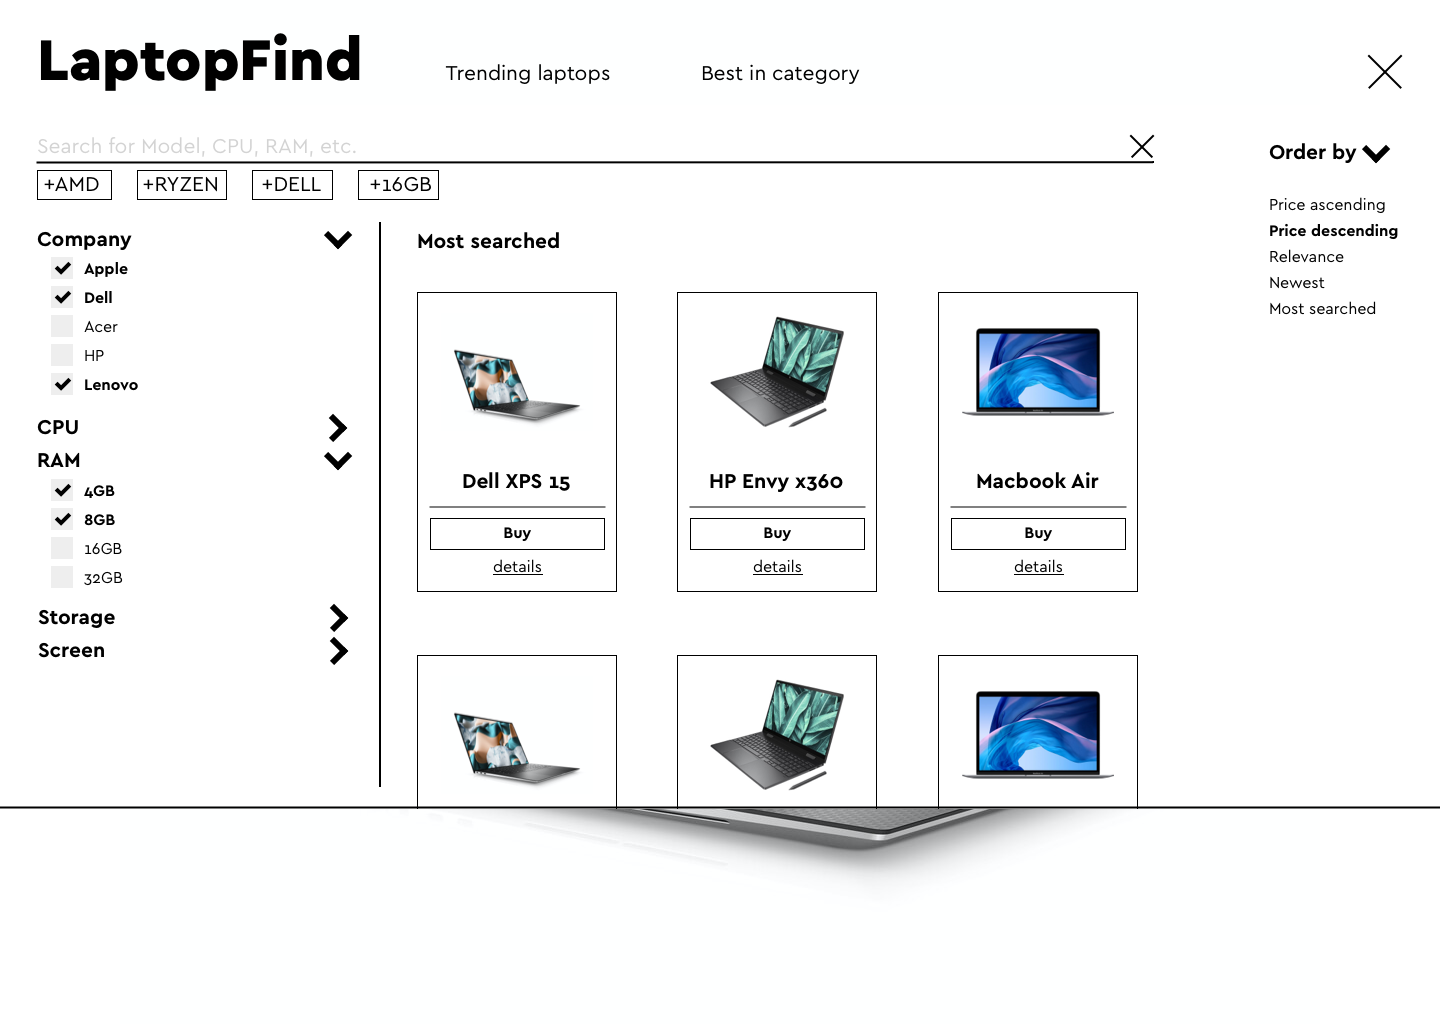 LaptopFind
Trending laptops
Best in category
Search for Model, CPU, RAM, etc.
+AMD
+RYZEN
+DELL
+16GB
Order by
Price ascending
Price descending
Relevance
Newest
Most searched
Company
Apple
Dell
Acer
HP
Lenovo
CPU
RAM
4GB
8GB
16GB
32GB
Storage
Screen
Most searched
Dell XPS 15
Buy
details
HP Envy x360
Buy
details
Macbook Air
Buy
details